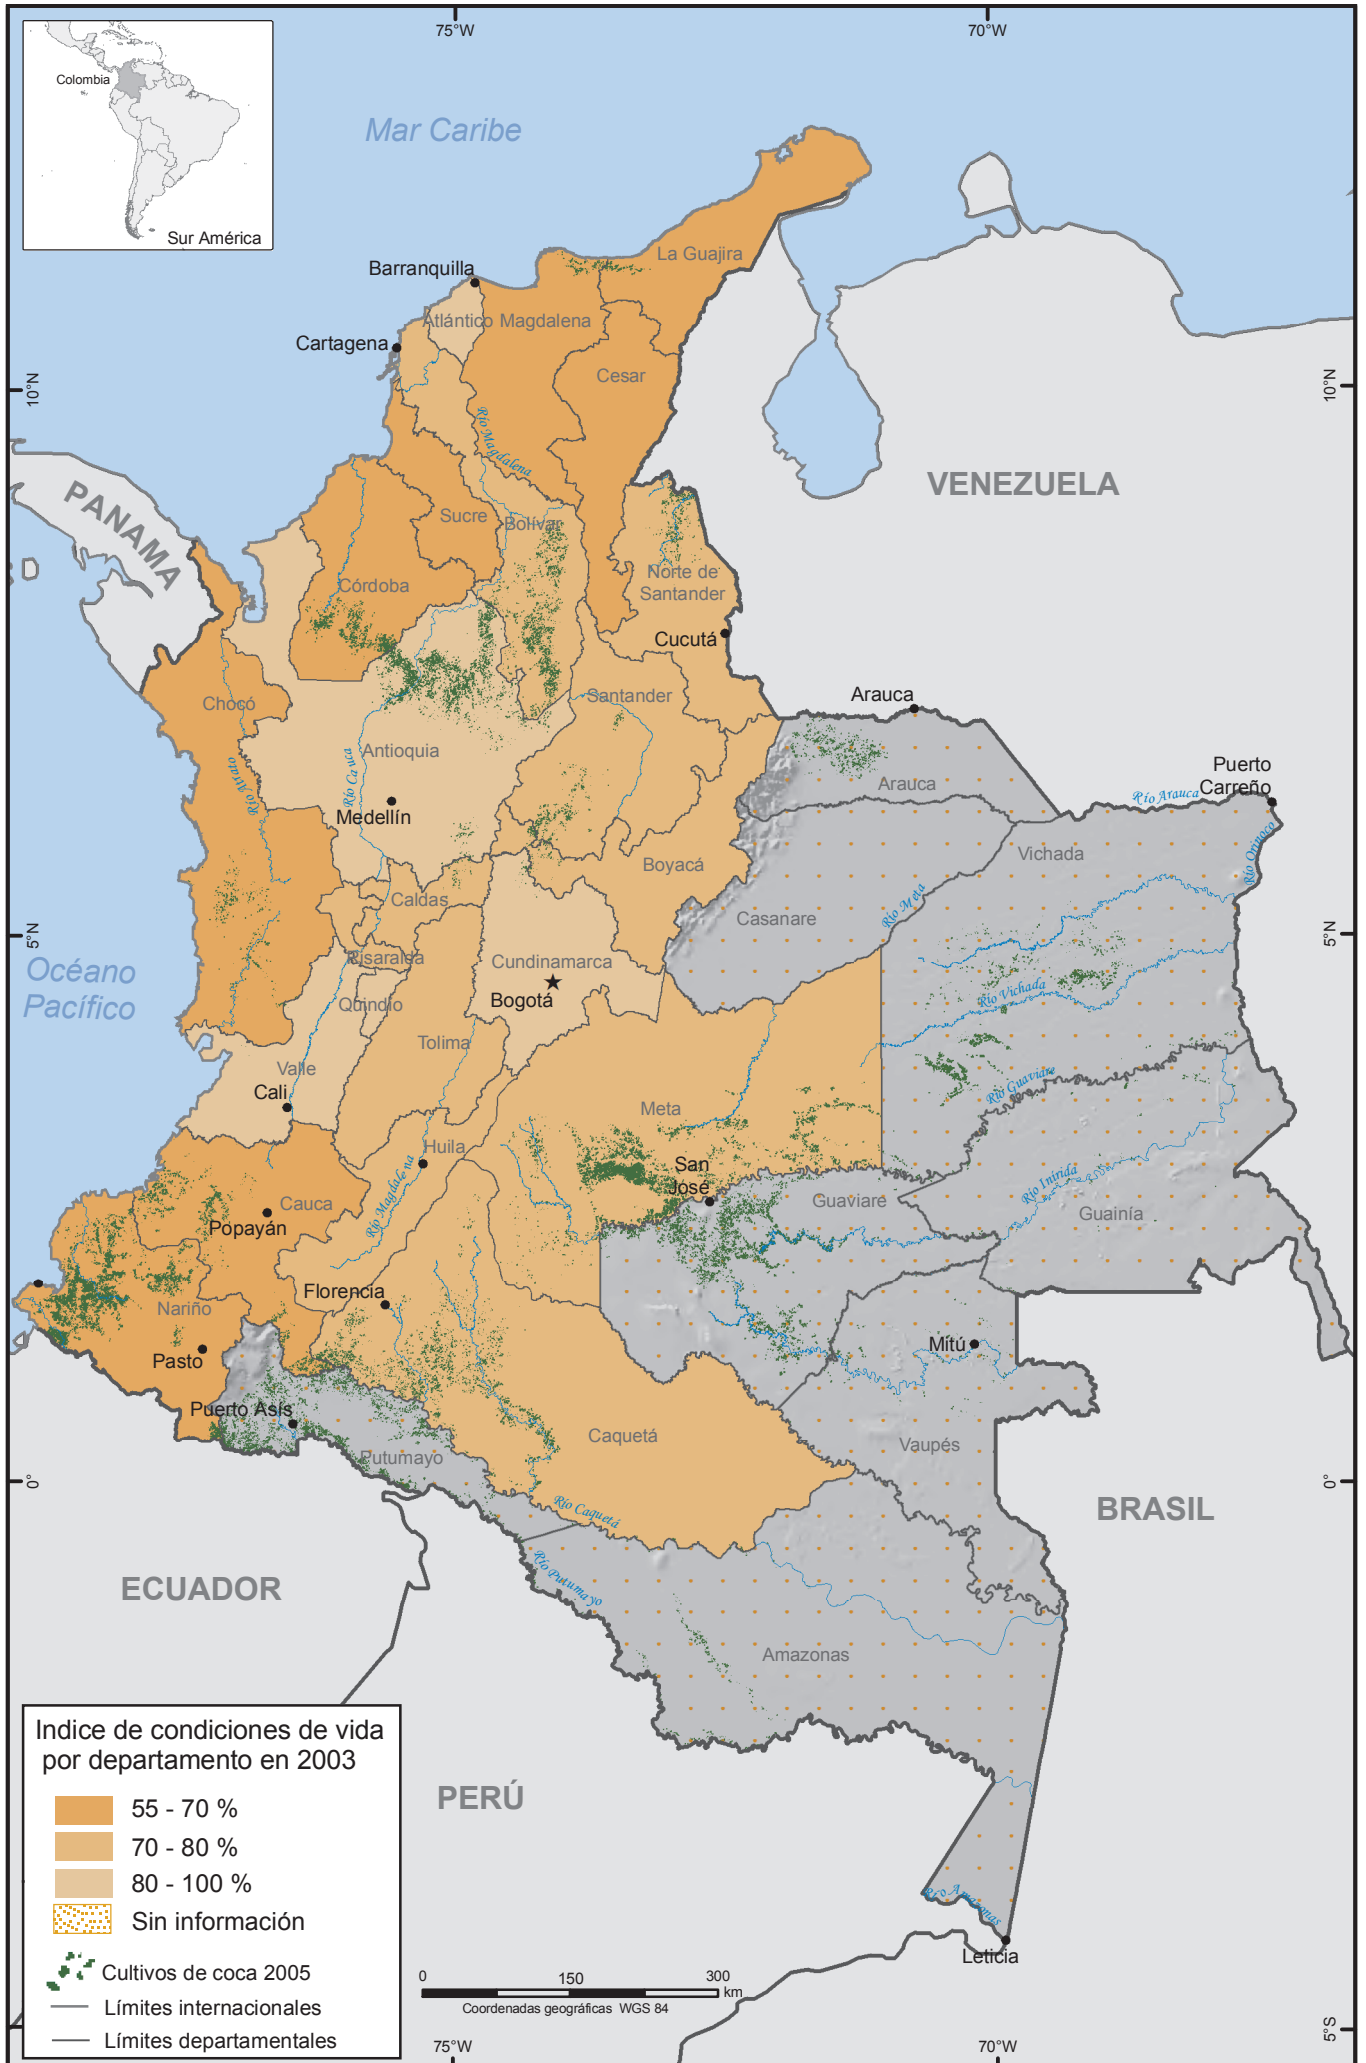 75°W
70°W
Colombia
Sur América
Mar Caribe
La Guajira
Barranquilla
Atlántico
Magdalena
Cartagena
Cesar
10°N
10°N
Río Magdalena
VENEZUELA
PANAMA
Sucre
Bolívar
Córdoba
Norte de
Santander
Cucutá
Chocó
Santander
Arauca
Antioquia
Río Cauca
Río Atrato
Medellín
Arauca
Río Arauca
Puerto
Carreño
Río Orinoco
Vichada
Boyacá
Caldas
Casanare
Río Meta
5°N
5°N
Océano
Pacífico
Risaralda
Cundinamarca
Bogotá
Quindío
Río Vichada
Tolima
Valle
Cali
Río Guaviare
Meta
Huila
Río Magdalena
San
José
Guaviare
Río Inírida
Guainía
Cauca
Popayán
Florencia
Nariño
Pasto
Mitú
Puerto Asís
Putumayo
Caquetá
Vaupés
0°
0°
Río Caquetá
BRASIL
ECUADOR
Río Putumayo
Amazonas
PERÚ
Río Amazonas
Leticia
Indice de condiciones de vida
por departamento en 2003
55 - 70 %
70 - 80 %
80 - 100 %
Sin información
Cultivos de coca 2005
Límites internacionales
Límites departamentales
0 150 300
km
Coordenadas geográficas WGS 84
5°S
75°W
70°W